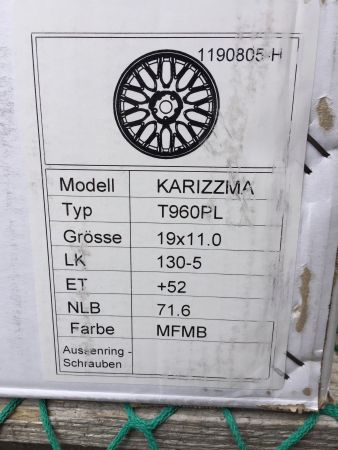 1190805-H
Modell KARIZZMA
Typ T960PL
Grösse 19x11.0
LK 130-5
ET +52
NLB 71.6
Farbe MFMB
Aussenring -
Schrauben